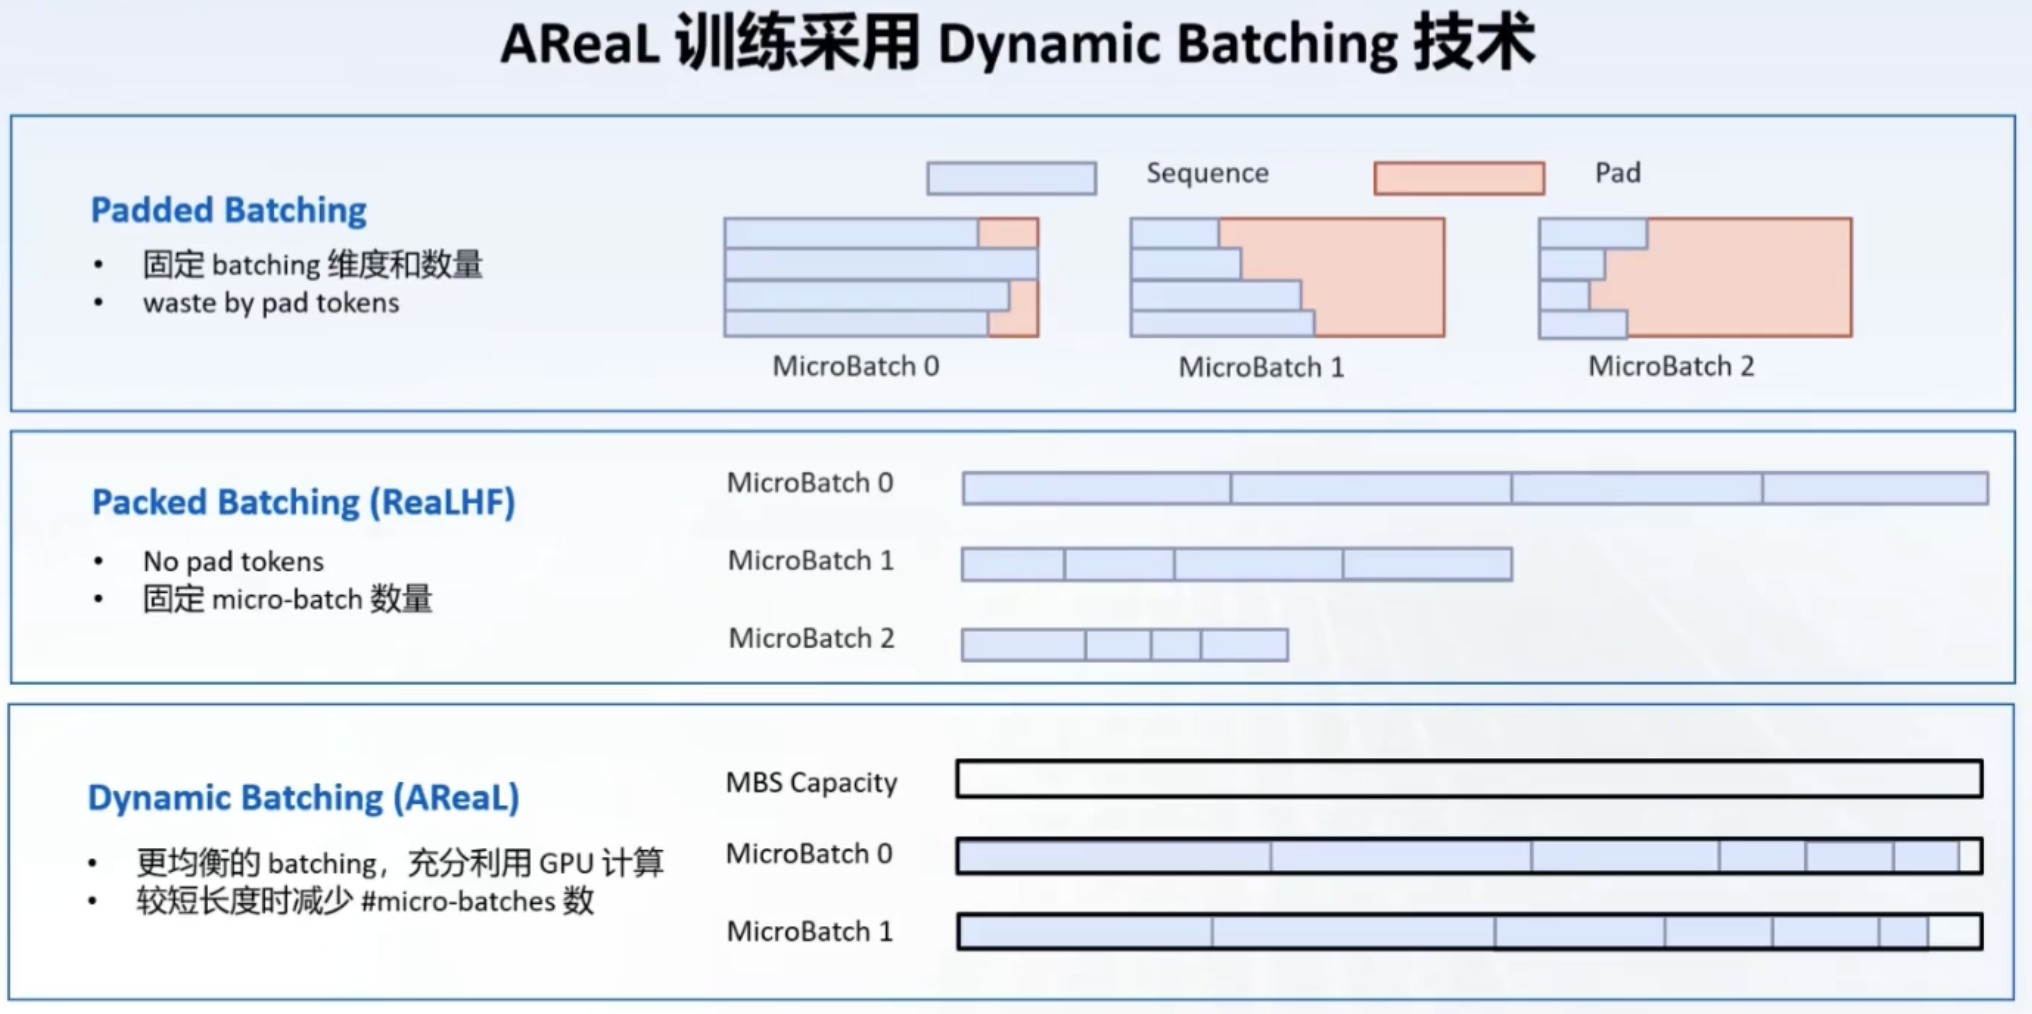 AReaL 训练采用 Dynamic Batching 技术
Sequence
Pad
Padded Batching
• 固定 batching 维度和数量
• waste by pad tokens
MicroBatch 0
MicroBatch 1
MicroBatch 2
Packed Batching (ReaLHF)
• No pad tokens
• 固定 micro-batch 数量
MicroBatch 0
MicroBatch 1
MicroBatch 2
Dynamic Batching (AReaL)
• 更均衡的 batching，充分利用 GPU 计算
• 较短长度时减少 #micro-batches 数
MBS Capacity
MicroBatch 0
MicroBatch 1